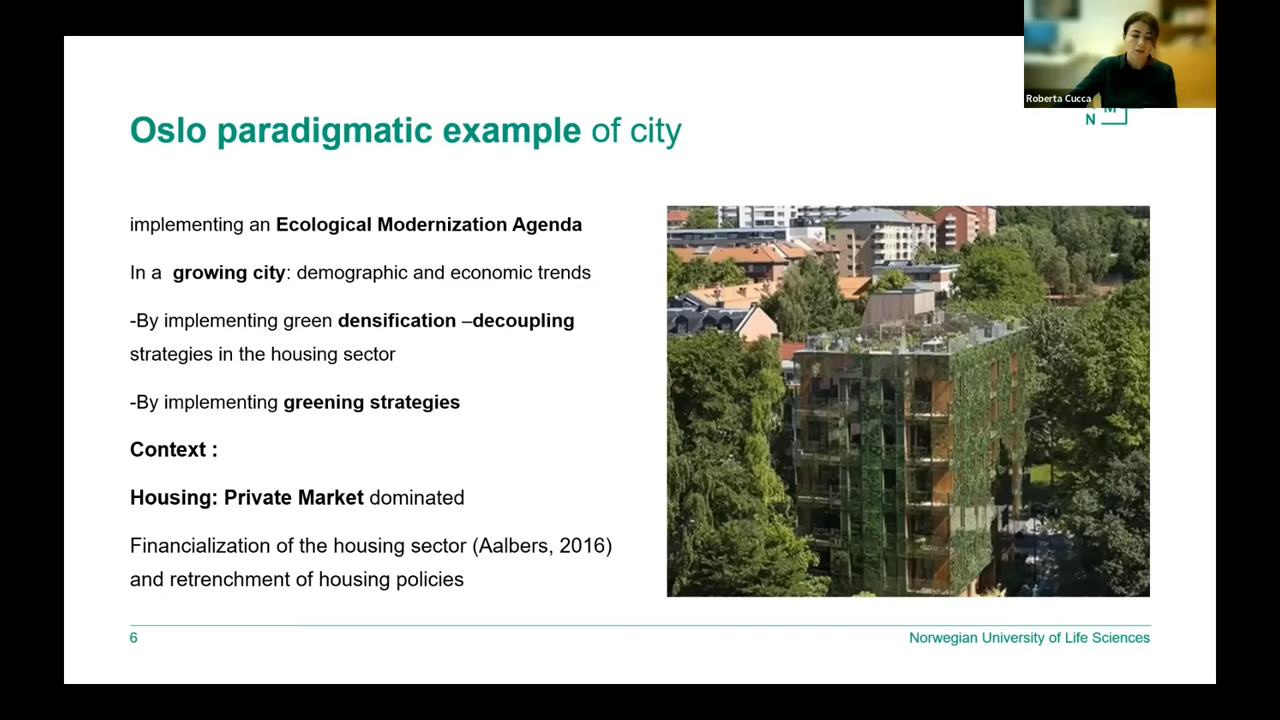 Roberta Cucca
N M
Oslo paradigmatic example of city
implementing an Ecological Modernization Agenda
In a growing city: demographic and economic trends
-By implementing green densification –decoupling
strategies in the housing sector
-By implementing greening strategies
Context :
Housing: Private Market dominated
Financialization of the housing sector (Aalbers, 2016)
and retrenchment of housing policies
6
Norwegian University of Life Sciences